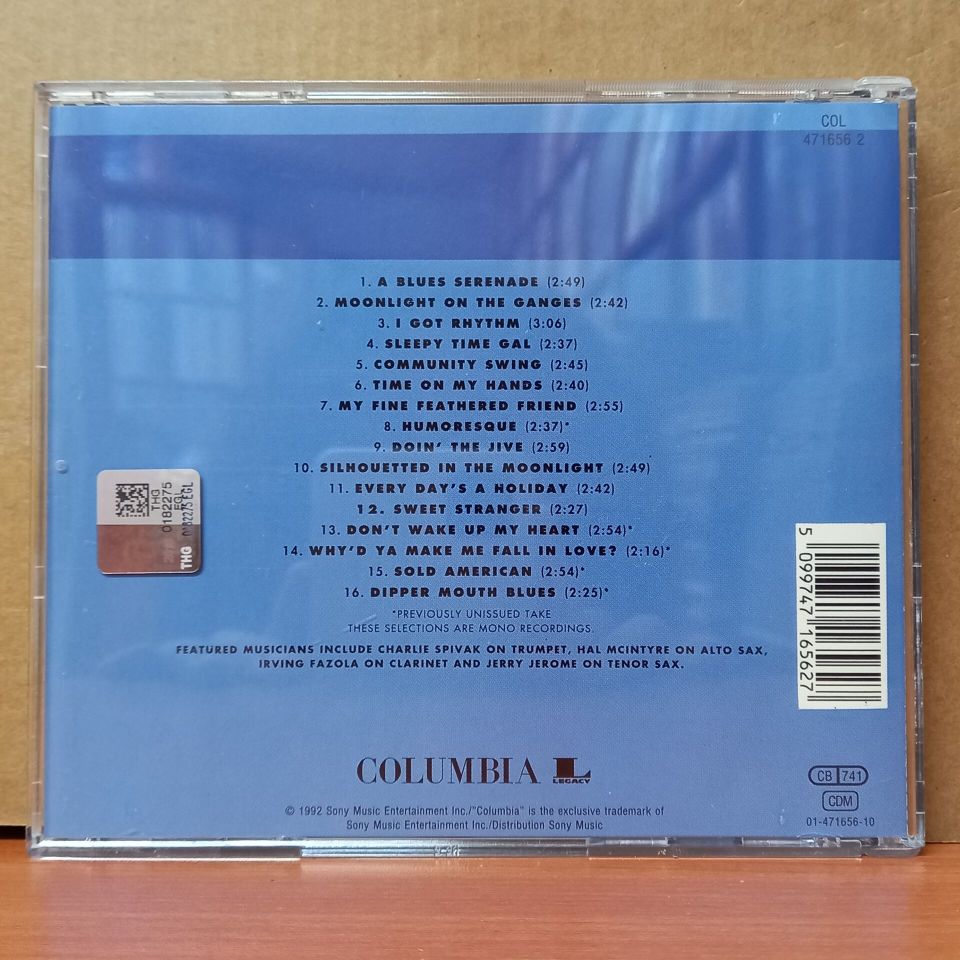 COL
471656 2
1. A BLUES SERENADE (2:49)
2. MOONLIGHT ON THE GANGES (2:42)
3. I GOT RHYTHM (3:06)
4. SLEEPY TIME GAL (2:37)
5. COMMUNITY SWING (2:45)
6. TIME ON MY HANDS (2:40)
7. MY FINE FEATHERED FRIEND (2:55)
8. HUMORESQUE (2:37)*
9. DOIN' THE JIVE (2:59)
10. SILHOUETTED IN THE MOONLIGHT (2:49)
11. EVERY DAY'S A HOLIDAY (2:42)
12. SWEET STRANGER (2:27)
13. DON'T WAKE UP MY HEART (2:54)*
14. WHY'D YA MAKE ME FALL IN LOVE? (2:16)*
15. SOLD AMERICAN (2:54)*
16. DIPPER MOUTH BLUES (2:25)*
*PREVIOUSLY UNISSUED TAKE
THESE SELECTIONS ARE MONO RECORDINGS.
FEATURED MUSICIANS INCLUDE CHARLIE SPIVAK ON TRUMPET, HAL MCINTYRE ON ALTO SAX,
IRVING FAZOLA ON CLARINET AND JERRY JEROME ON TENOR SAX.
THG
0182275
EGL
THG 0182275 EGL
5 099747 165627
COLUMBIA L
LEGACY
© 1992 Sony Music Entertainment Inc./"Columbia" is the exclusive trademark of
Sony Music Entertainment Inc./Distribution Sony Music
CB 741
CDM
01-471656-10